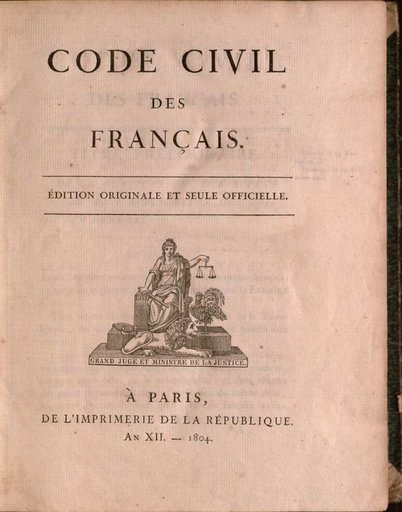 CODE CIVIL
DES
FRANÇAIS.
ÉDITION ORIGINALE ET SEULE OFFICIELLE.
GRAND JUGE ET MINISTRE DE LA JUSTICE.
À PARIS,
DE L'IMPRIMERIE DE LA RÉPUBLIQUE.
AN XII. — 1804.